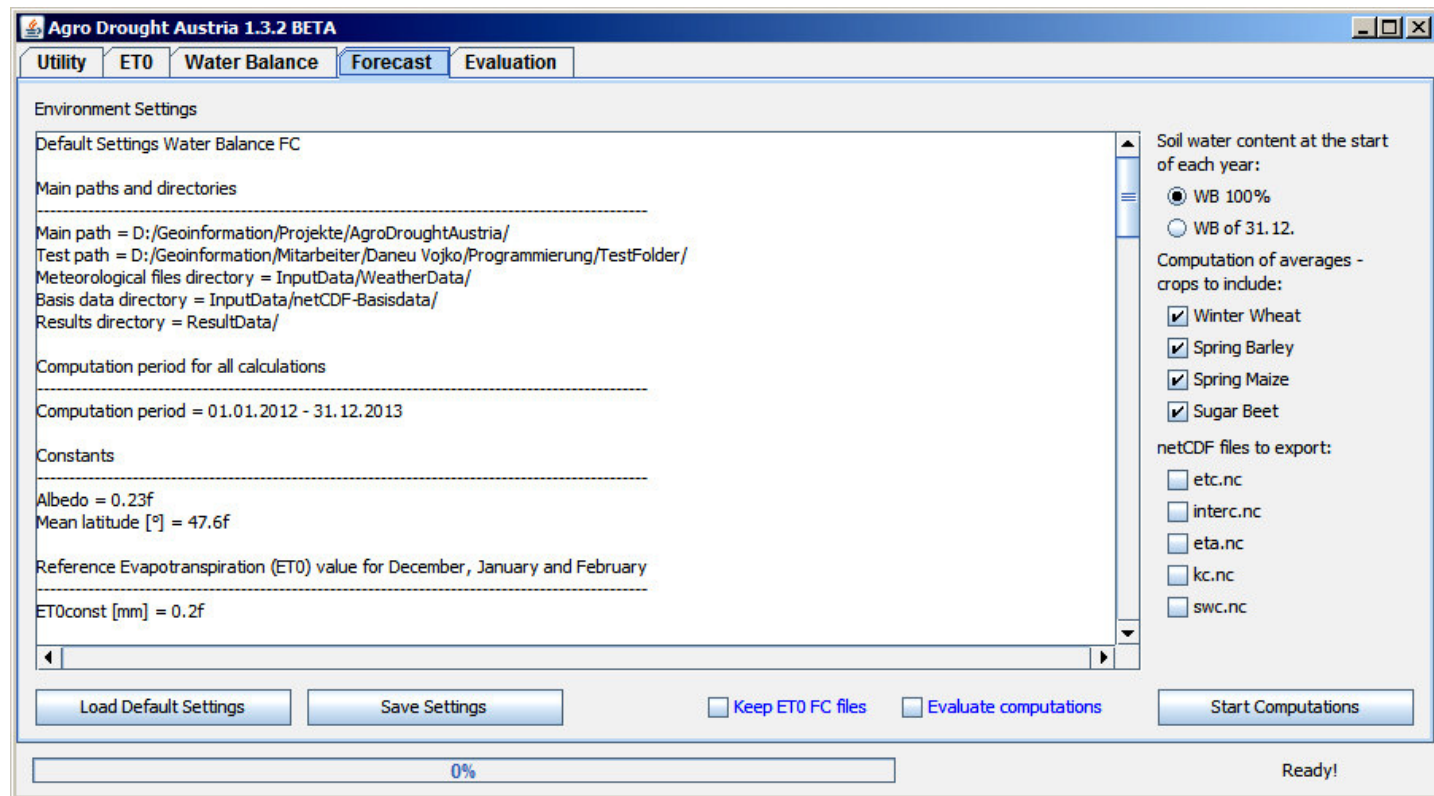 Agro Drought Austria 1.3.2 BETA
Utility ET0 Water Balance Forecast Evaluation
Environment Settings
Default Settings Water Balance FC
Main paths and directories
----------------------------------------------------------------------------------------------------
Main path = D:/Geoinformation/Projekte/AgroDroughtAustria/
Test path = D:/Geoinformation/Mitarbeiter/Daneu Vojko/Programmierung/TestFolder/
Meteorological files directory = InputData/WeatherData/
Basis data directory = InputData/netCDF-Basisdata/
Results directory = ResultData/
Computation period for all calculations
----------------------------------------------------------------------------------------------------
Computation period = 01.01.2012 - 31.12.2013
Constants
----------------------------------------------------------------------------------------------------
Albedo = 0.23f
Mean latitude [°] = 47.6f
Reference Evapotranspiration (ET0) value for December, January and February
----------------------------------------------------------------------------------------------------
ET0const [mm] = 0.2f
Soil water content at the start
of each year:
WB 100%
WB of 31.12.
Computation of averages -
crops to include:
Winter Wheat
Spring Barley
Spring Maize
Sugar Beet
netCDF files to export:
etc.nc
interc.nc
eta.nc
kc.nc
swc.nc
Load Default Settings Save Settings Keep ET0 FC files Evaluate computations Start Computations
0% Ready!